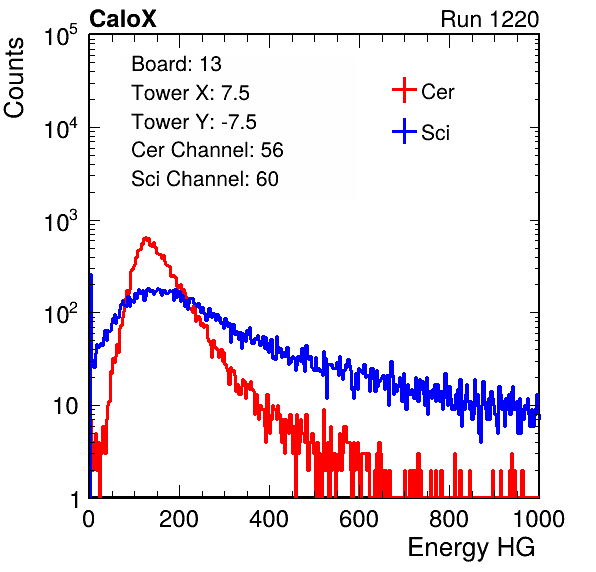 CaloX Run 1220
10^5
Counts
Board: 13
Tower X: 7.5
Tower Y: -7.5
Cer Channel: 56
Sci Channel: 60
Cer
Sci
10^4
10^3
10^2
10
1
0 200 400 600 800 1000
Energy HG